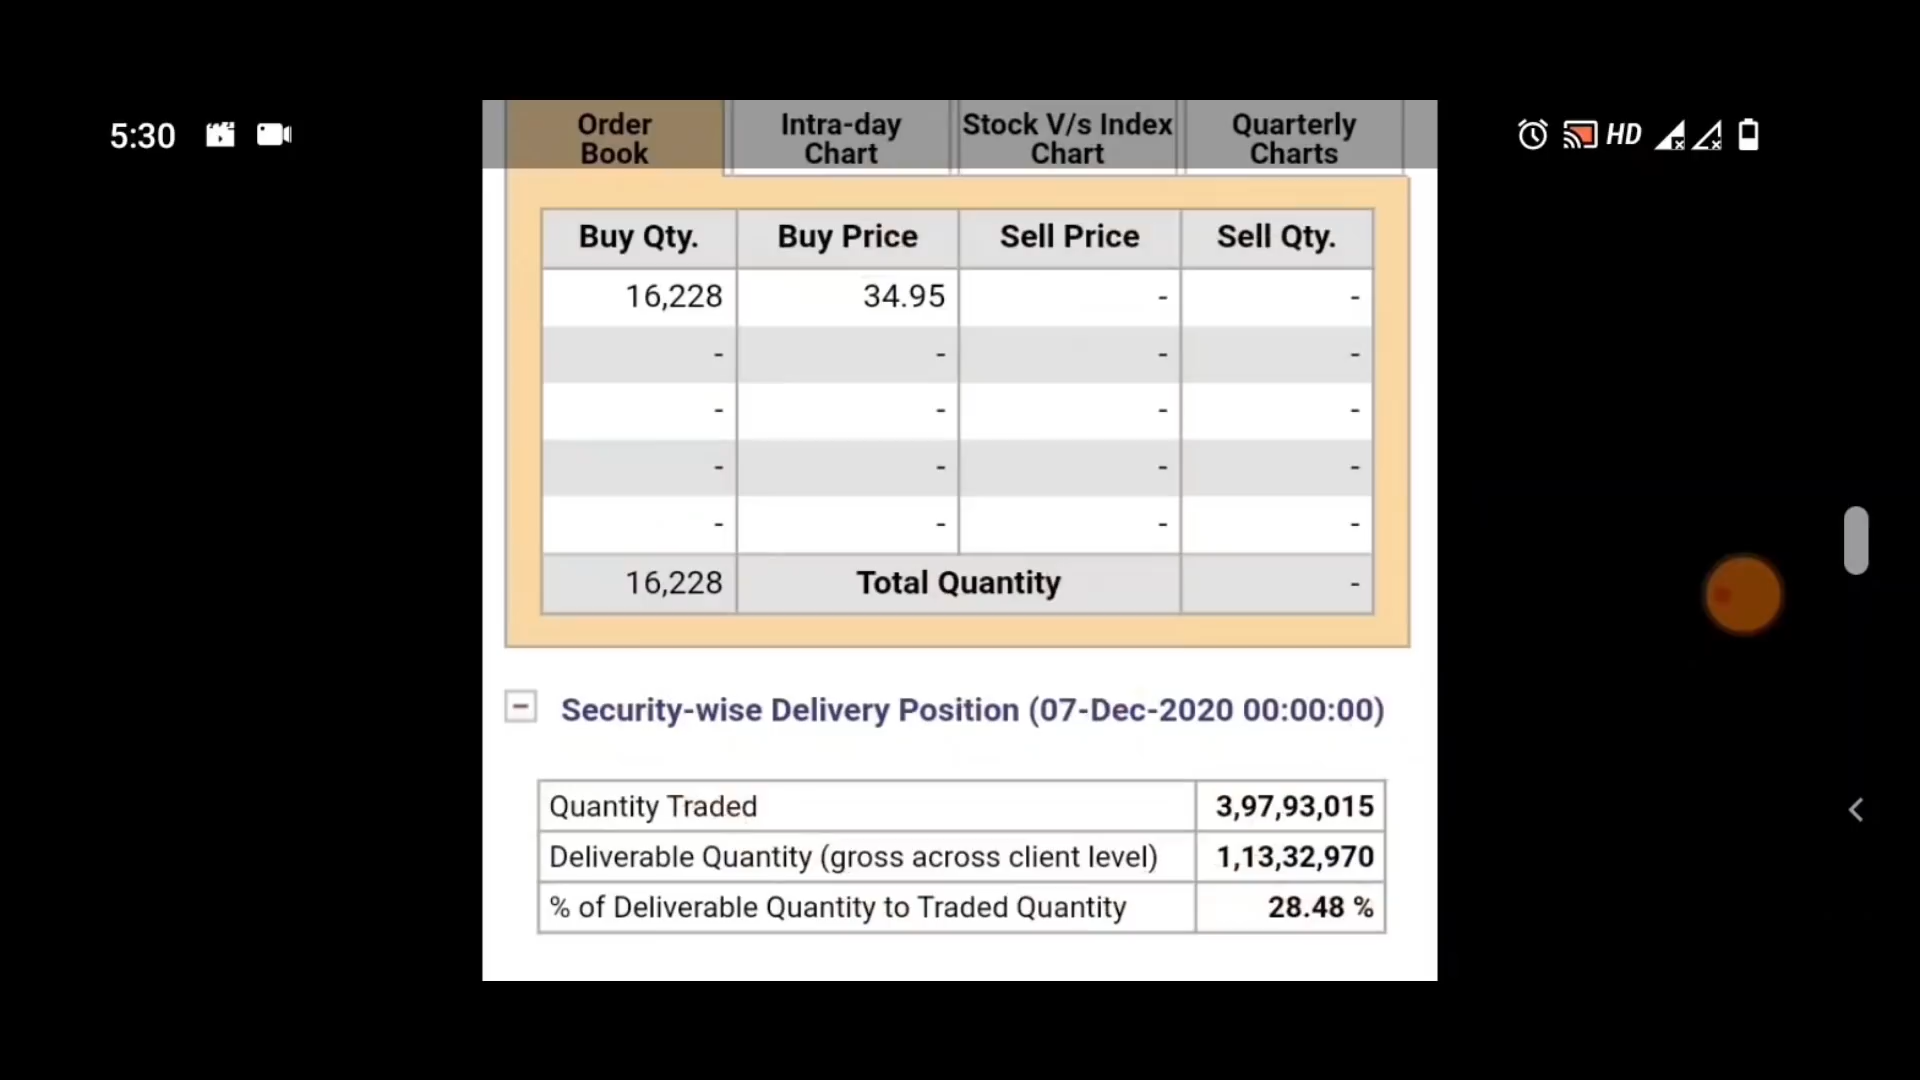 5:30
HD
Order Book
Intra-day Chart
Stock V/s Index Chart
Quarterly Charts
Buy Qty. Buy Price Sell Price Sell Qty.
16,228 34.95 - -
- - - -
- - - -
- - - -
- - - -
16,228 Total Quantity -
Security-wise Delivery Position (07-Dec-2020 00:00:00)
Quantity Traded 3,97,93,015
Deliverable Quantity (gross across client level) 1,13,32,970
% of Deliverable Quantity to Traded Quantity 28.48 %